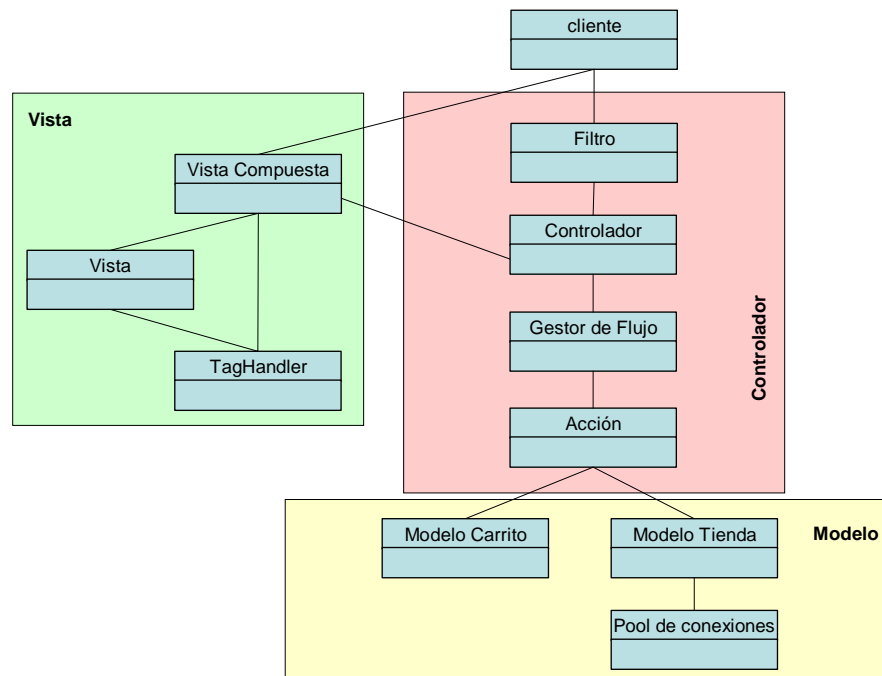 cliente
Vista
Filtro
Vista Compuesta
Controlador
Vista
Gestor de Flujo
Controlador
TagHandler
Acción
Modelo Carrito
Modelo Tienda
Modelo
Pool de conexiones